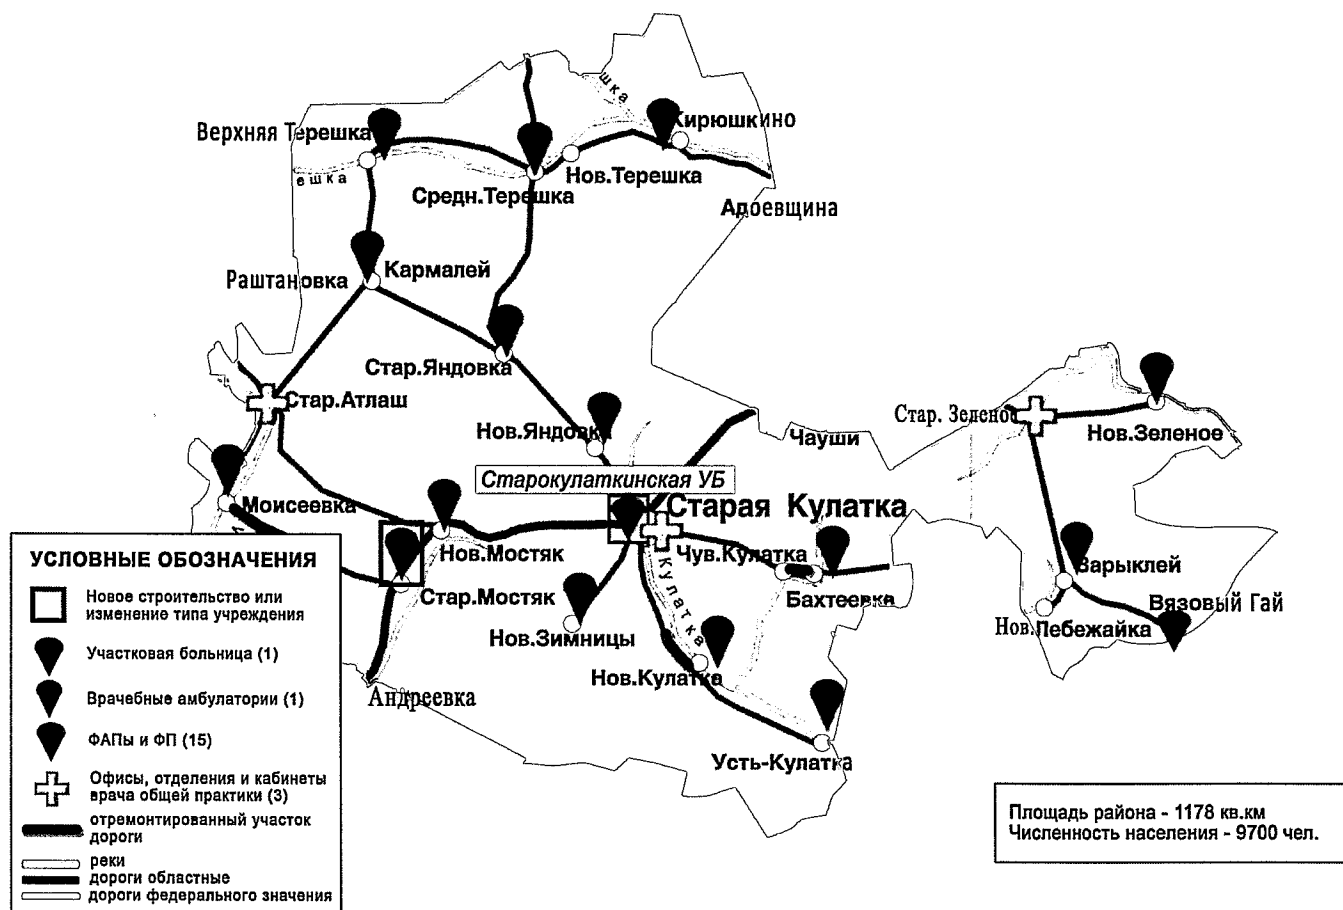 шка
Верхняя Терешка
Кирюшкино
ешка
Нов.Терешка
Средн.Терешка
Адоевщина
Кармалей
Раштановка
Стар.Яндовка
Стар.Атлаш
Нов.Яндовка
Чауши
Стар. Зеленое
Нов.Зеленое
Старокулаткинская УБ
Моисеевка
Старая Кулатка
Нов.Мостяк
Чув.Кулатка
Кулатка
Варыклей
Стар.Мостяк
Бахтеевка
Вязовый Гай
Нов.Зимницы
Нов. Лебежайка
Нов.Кулатка
Андреевка
Усть-Кулатка
УСЛОВНЫЕ ОБОЗНАЧЕНИЯ
Новое строительство или
изменение типа учреждения
Участковая больница (1)
Врачебные амбулатории (1)
ФАПы и ФП (15)
Офисы, отделения и кабинеты
врача общей практики (3)
отремонтированный участок
дороги
реки
дороги областные
дороги федерального значения
Площадь района - 1178 кв.км
Численность населения - 9700 чел.